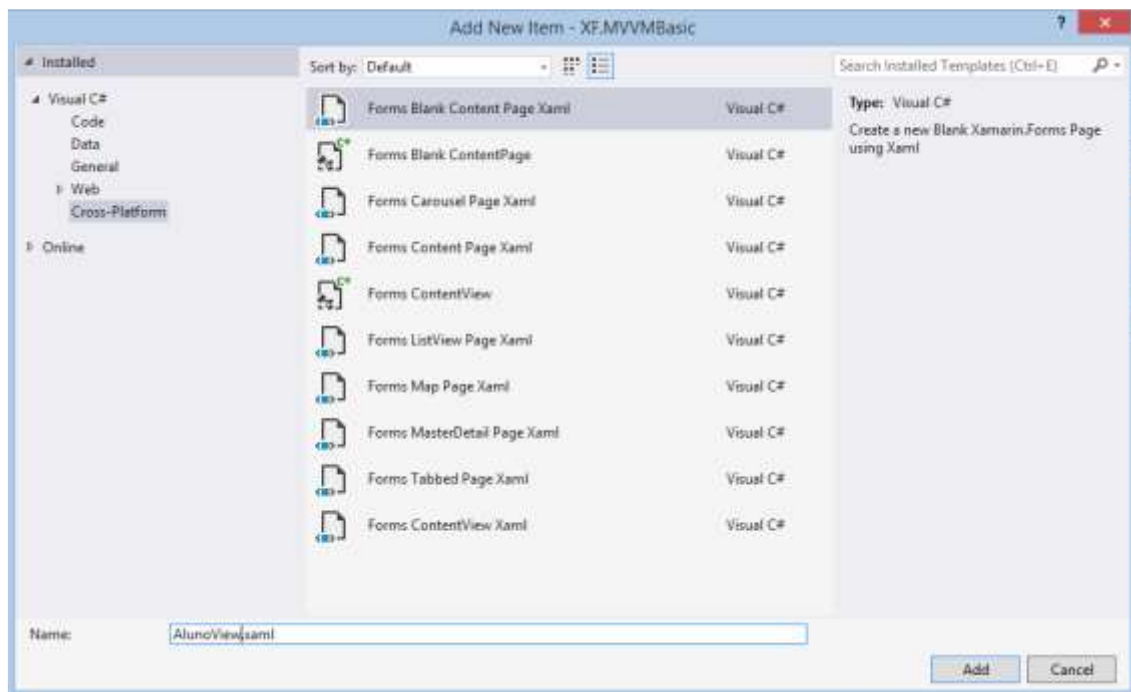 Add New Item - XF.MVVMBasic
?
Installed
Sort by: Default
Search Installed Templates (Ctrl+E)
Visual C#
Code
Data
General
Web
Cross-Platform
Online
Forms Blank Content Page Xaml Visual C#
Forms Blank ContentPage Visual C#
Forms Carousel Page Xaml Visual C#
Forms Content Page Xaml Visual C#
Forms ContentView Visual C#
Forms ListView Page Xaml Visual C#
Forms Map Page Xaml Visual C#
Forms MasterDetail Page Xaml Visual C#
Forms Tabbed Page Xaml Visual C#
Forms ContentView Xaml Visual C#
Type: Visual C#
Create a new Blank Xamarin.Forms Page
using Xaml
Name: AlunoView.xaml
Add Cancel